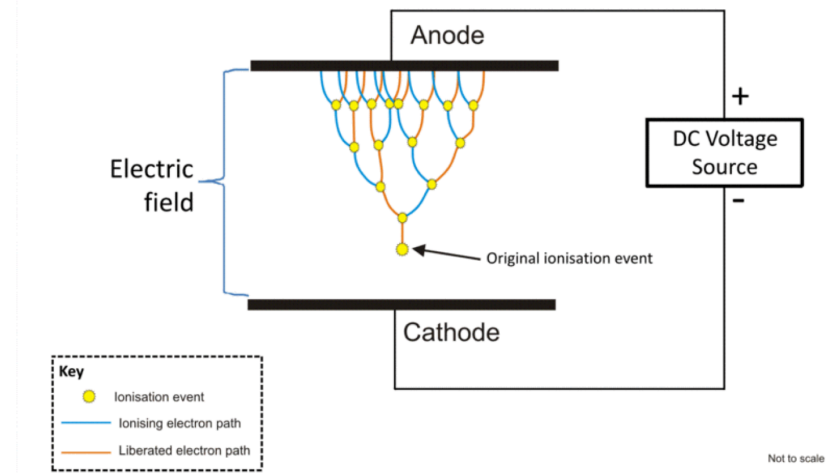 Anode
+
DC Voltage
Source
-
Electric
field
Original ionisation event
Cathode
Key
Ionisation event
Ionising electron path
Liberated electron path
Not to scale